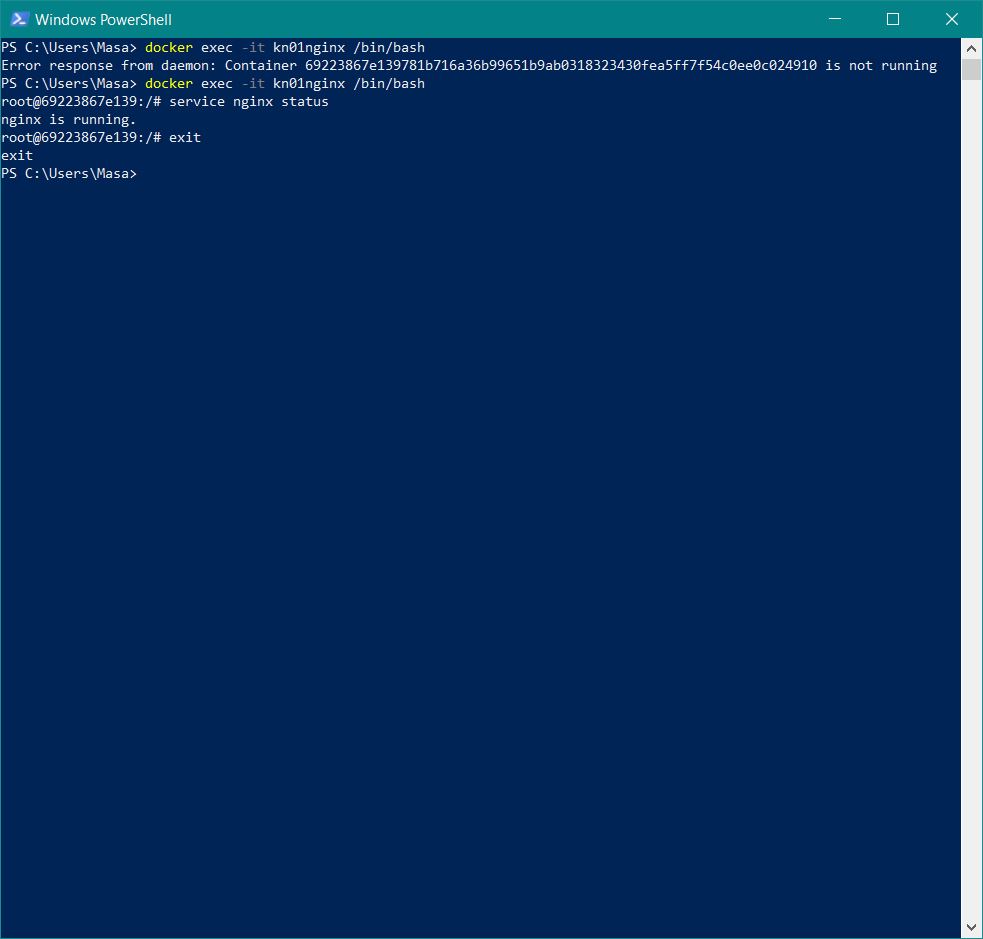 Windows PowerShell
PS C:\Users\Masa> docker exec -it kn01nginx /bin/bash
Error response from daemon: Container 69223867e139781b716a36b99651b9ab0318323430fea5ff7f54c0ee0c024910 is not running
PS C:\Users\Masa> docker exec -it kn01nginx /bin/bash
root@69223867e139:/# service nginx status
nginx is running.
root@69223867e139:/# exit
exit
PS C:\Users\Masa>